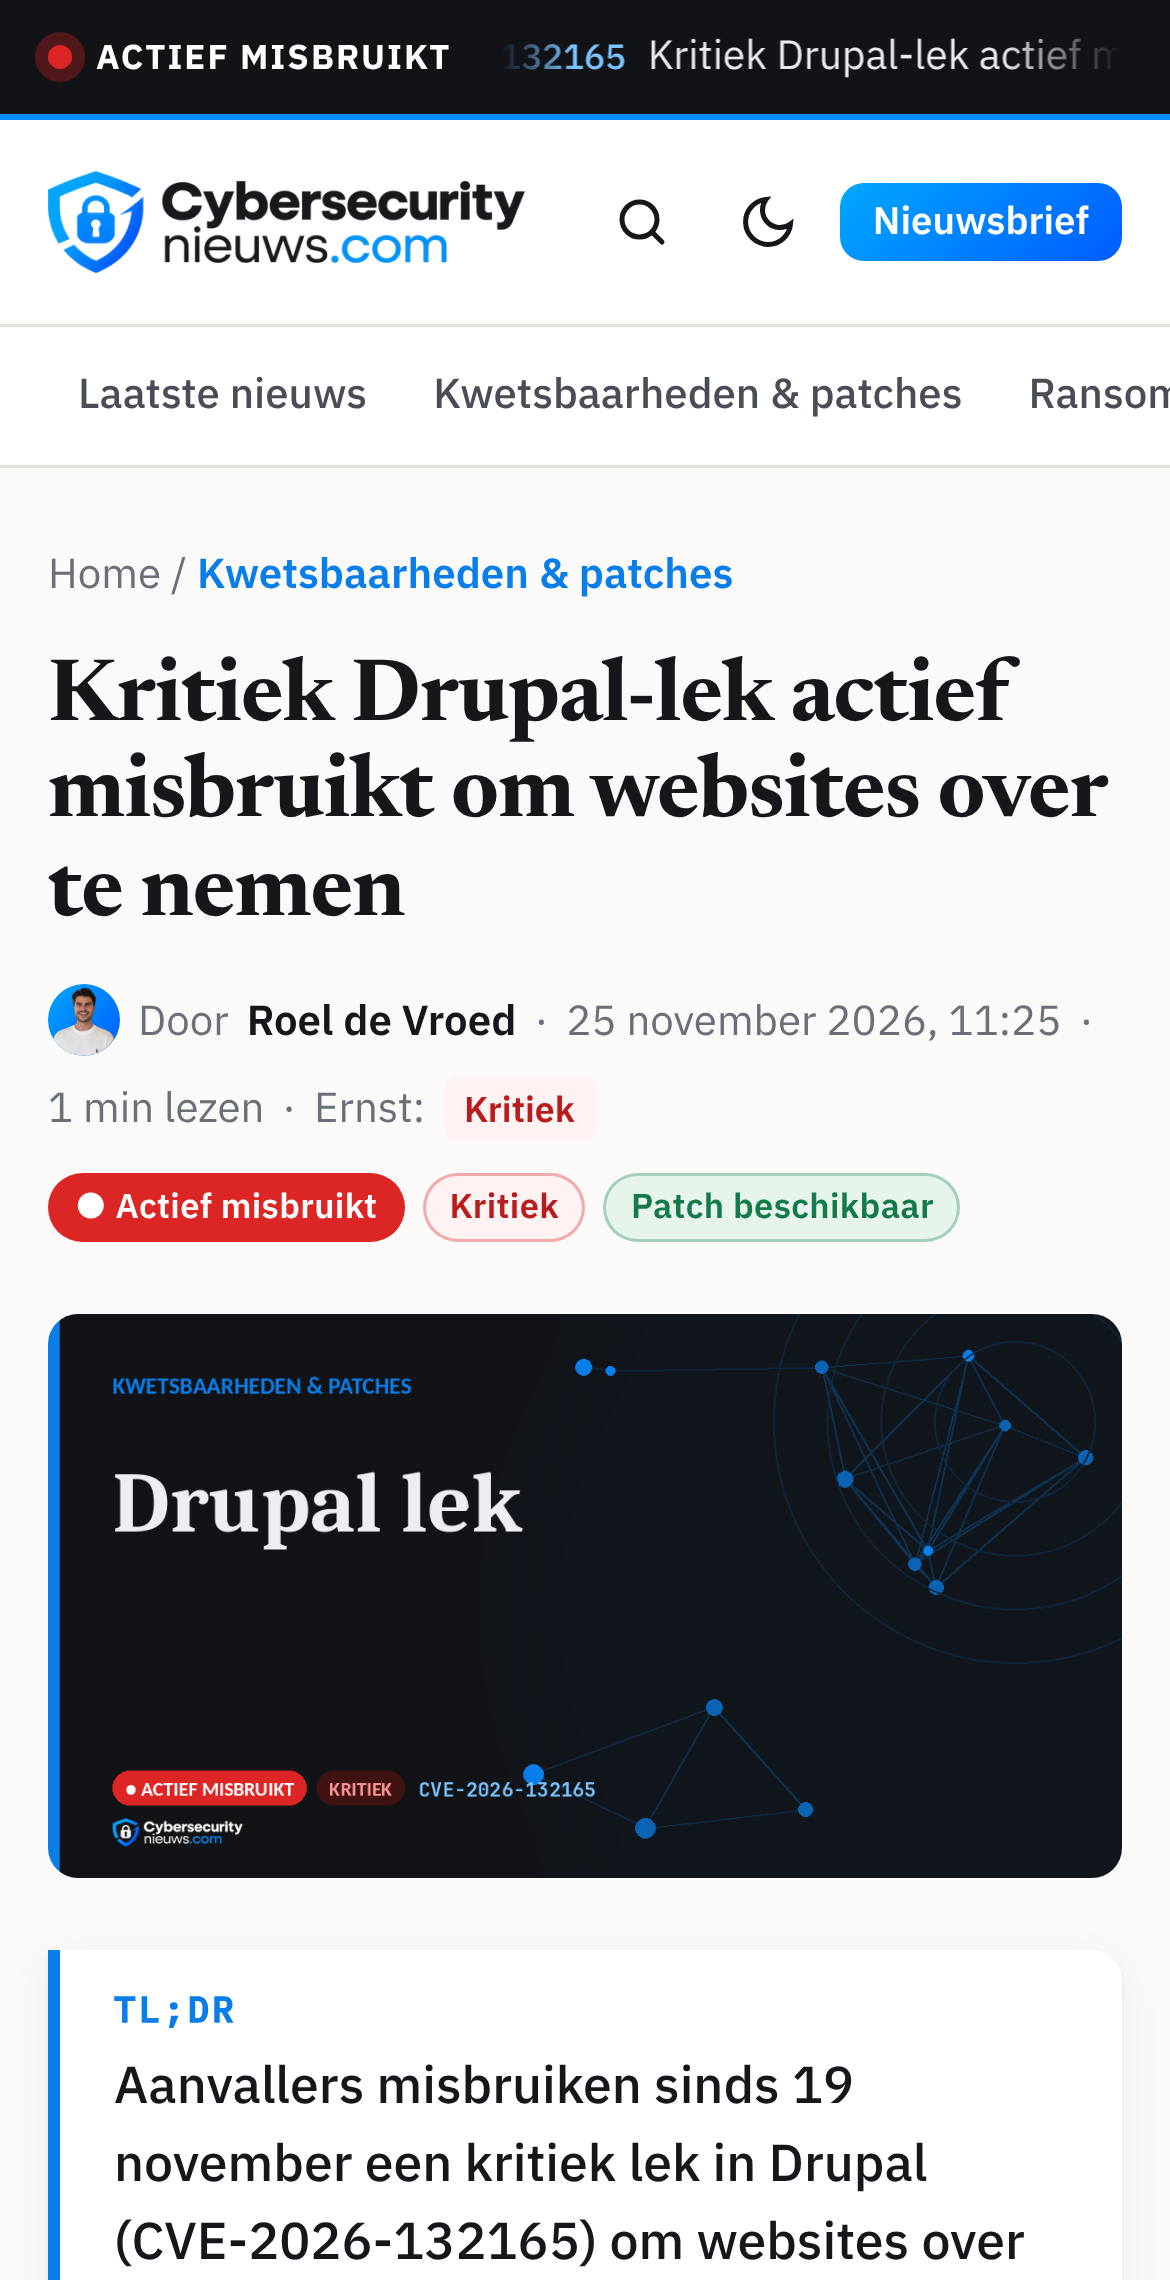 ACTIEF MISBRUIKT 132165 Kritiek Drupal-lek actief m
Cybersecurity
nieuws.com
Nieuwsbrief
Laatste nieuws Kwetsbaarheden & patches Ransom
Home / Kwetsbaarheden & patches
Kritiek Drupal-lek actief
misbruikt om websites over
te nemen
Door Roel de Vroed · 25 november 2026, 11:25 ·
1 min lezen · Ernst: Kritiek
Actief misbruikt Kritiek Patch beschikbaar
KWETSBAARHEDEN & PATCHES
Drupal lek
ACTIEF MISBRUIKT KRITIEK CVE-2026-132165
Cybersecurity
nieuws.com
TL;DR
Aanvallers misbruiken sinds 19
november een kritiek lek in Drupal
(CVE-2026-132165) om websites over